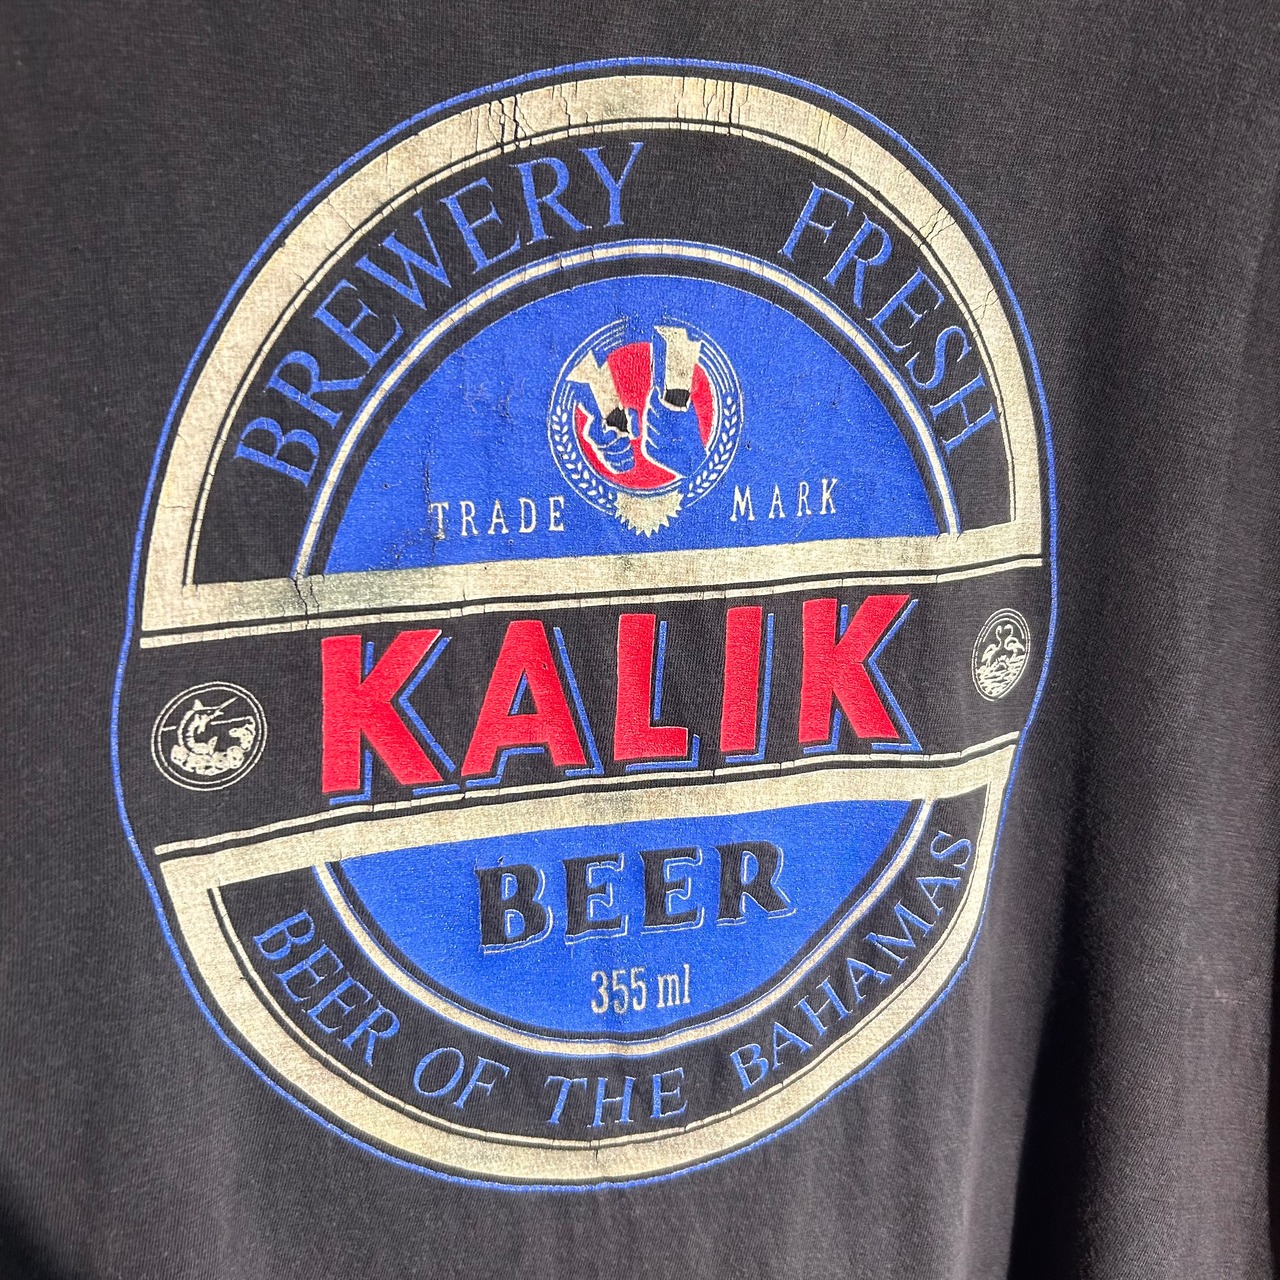 BREWERY FRESH
TRADE MARK
KALIK
BEER
355 ml
BEER OF THE BAHAMAS